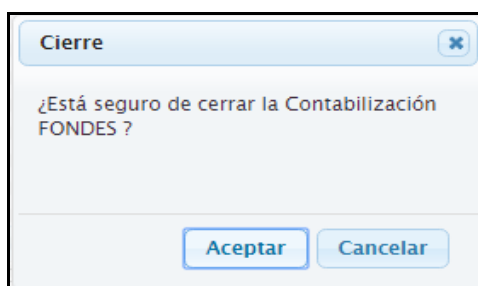 Cierre
¿Está seguro de cerrar la Contabilización
FONDES ?
Aceptar
Cancelar